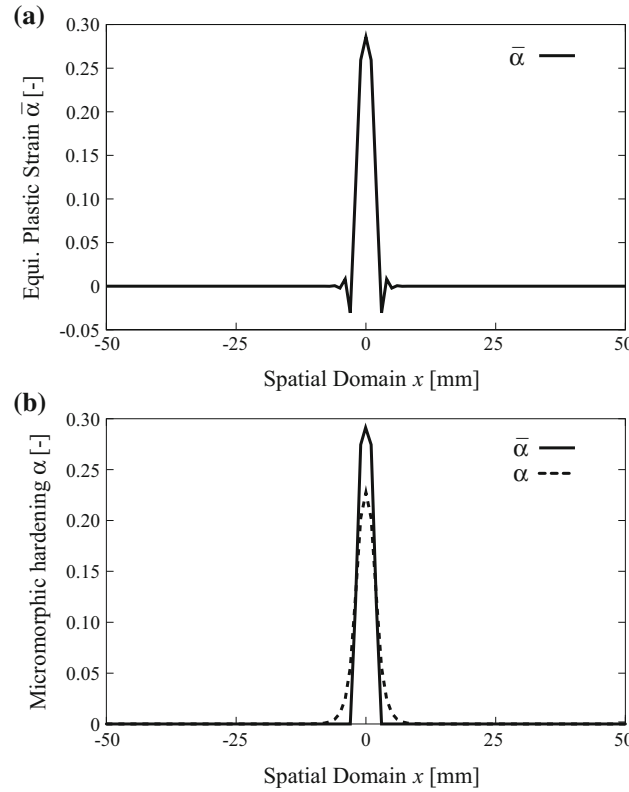 (a)
0.30
0.25
0.20
0.15
0.10
0.05
0
-0.05
Equi. Plastic Strain ᾱ [-]
ᾱ
-50 -25 0 25 50
Spatial Domain x [mm]
(b)
0.30
0.25
0.20
0.15
0.10
0.05
0
Micromorphic hardening α [-]
ᾱ
α
-50 -25 0 25 50
Spatial Domain x [mm]